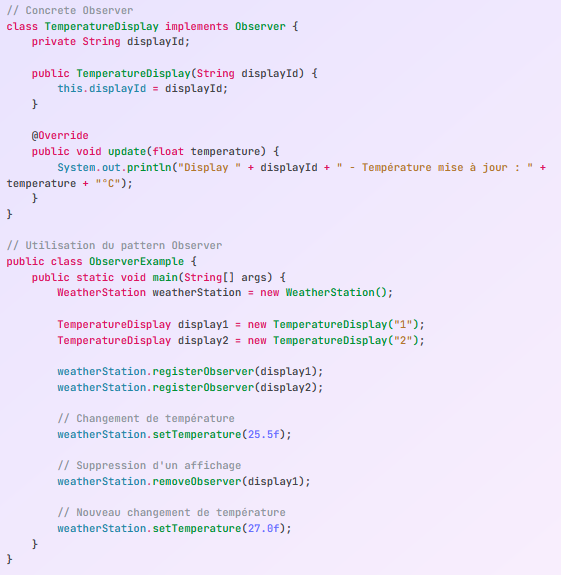 // Concrete Observer
class TemperatureDisplay implements Observer {
    private String displayId;

    public TemperatureDisplay(String displayId) {
        this.displayId = displayId;
    }

    @Override
    public void update(float temperature) {
        System.out.println("Display " + displayId + " - Température mise à jour : " +
temperature + "°C");
    }
}

// Utilisation du pattern Observer
public class ObserverExample {
    public static void main(String[] args) {
        WeatherStation weatherStation = new WeatherStation();

        TemperatureDisplay display1 = new TemperatureDisplay("1");
        TemperatureDisplay display2 = new TemperatureDisplay("2");

        weatherStation.registerObserver(display1);
        weatherStation.registerObserver(display2);

        // Changement de température
        weatherStation.setTemperature(25.5f);

        // Suppression d'un affichage
        weatherStation.removeObserver(display1);

        // Nouveau changement de température
        weatherStation.setTemperature(27.0f);
    }
}